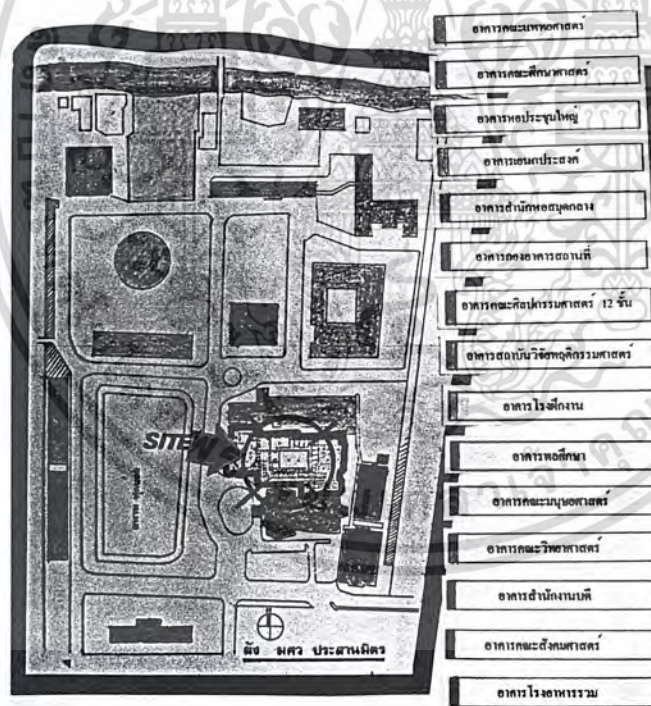 อาคารคณะแพทยศาสตร์
อาคารคณะศึกษาศาสตร์
อาคารหอประชุมใหญ่
อาคารเอนกประสงค์
อาคารสำนักหอสมุดกลาง
อาคารกองอาคารสถานที่
อาคารคณะศิลปกรรมศาสตร์ 12 ชั้น
อาคารสถาบันวิจัยพฤติกรรมศาสตร์
อาคารโรงฝึกงาน
อาคารพลศึกษา
อาคารคณะมนุษยศาสตร์
อาคารคณะวิทยาศาสตร์
อาคารสำนักงานบดี
อาคารคณะสังคมศาสตร์
อาคารโรงอาหารรวม
SITE
ผัง มศว ประสานมิตร